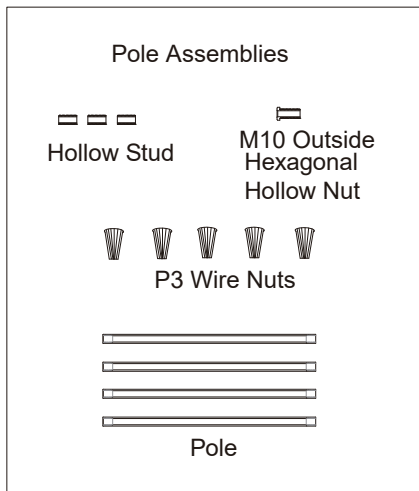 Pole Assemblies
Hollow Stud
M10 Outside
Hexagonal
Hollow Nut
P3 Wire Nuts
Pole